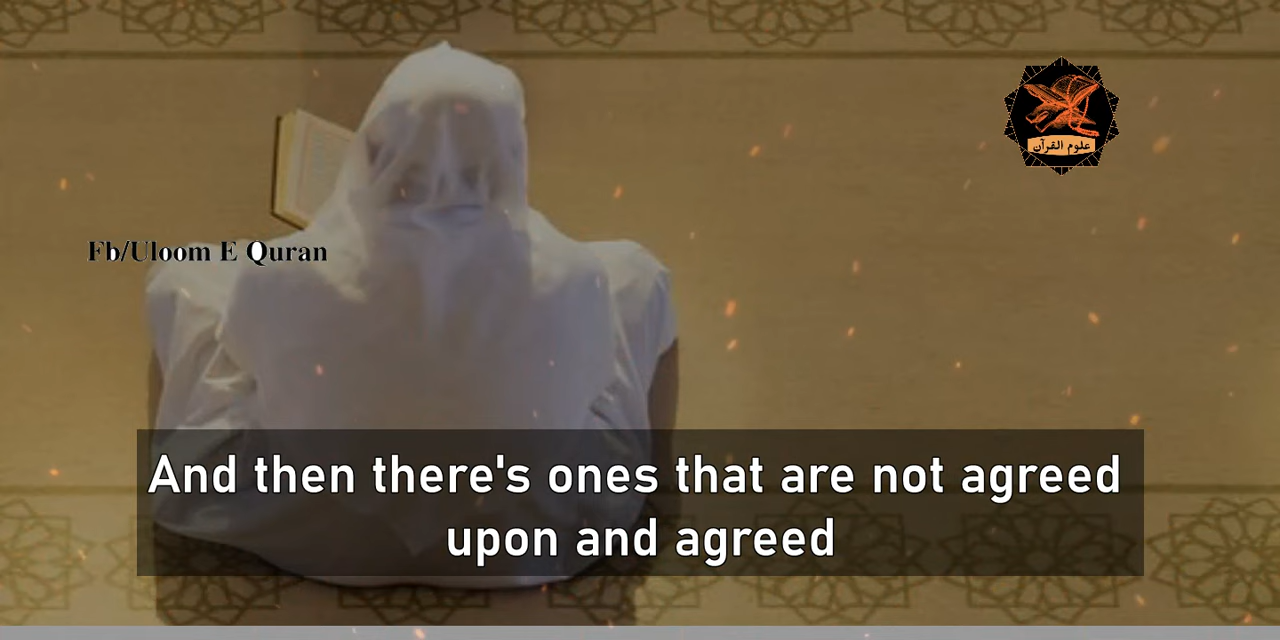 علوم القرآن
Fb/Uloom E Quran
And then there's ones that are not agreed
upon and agreed